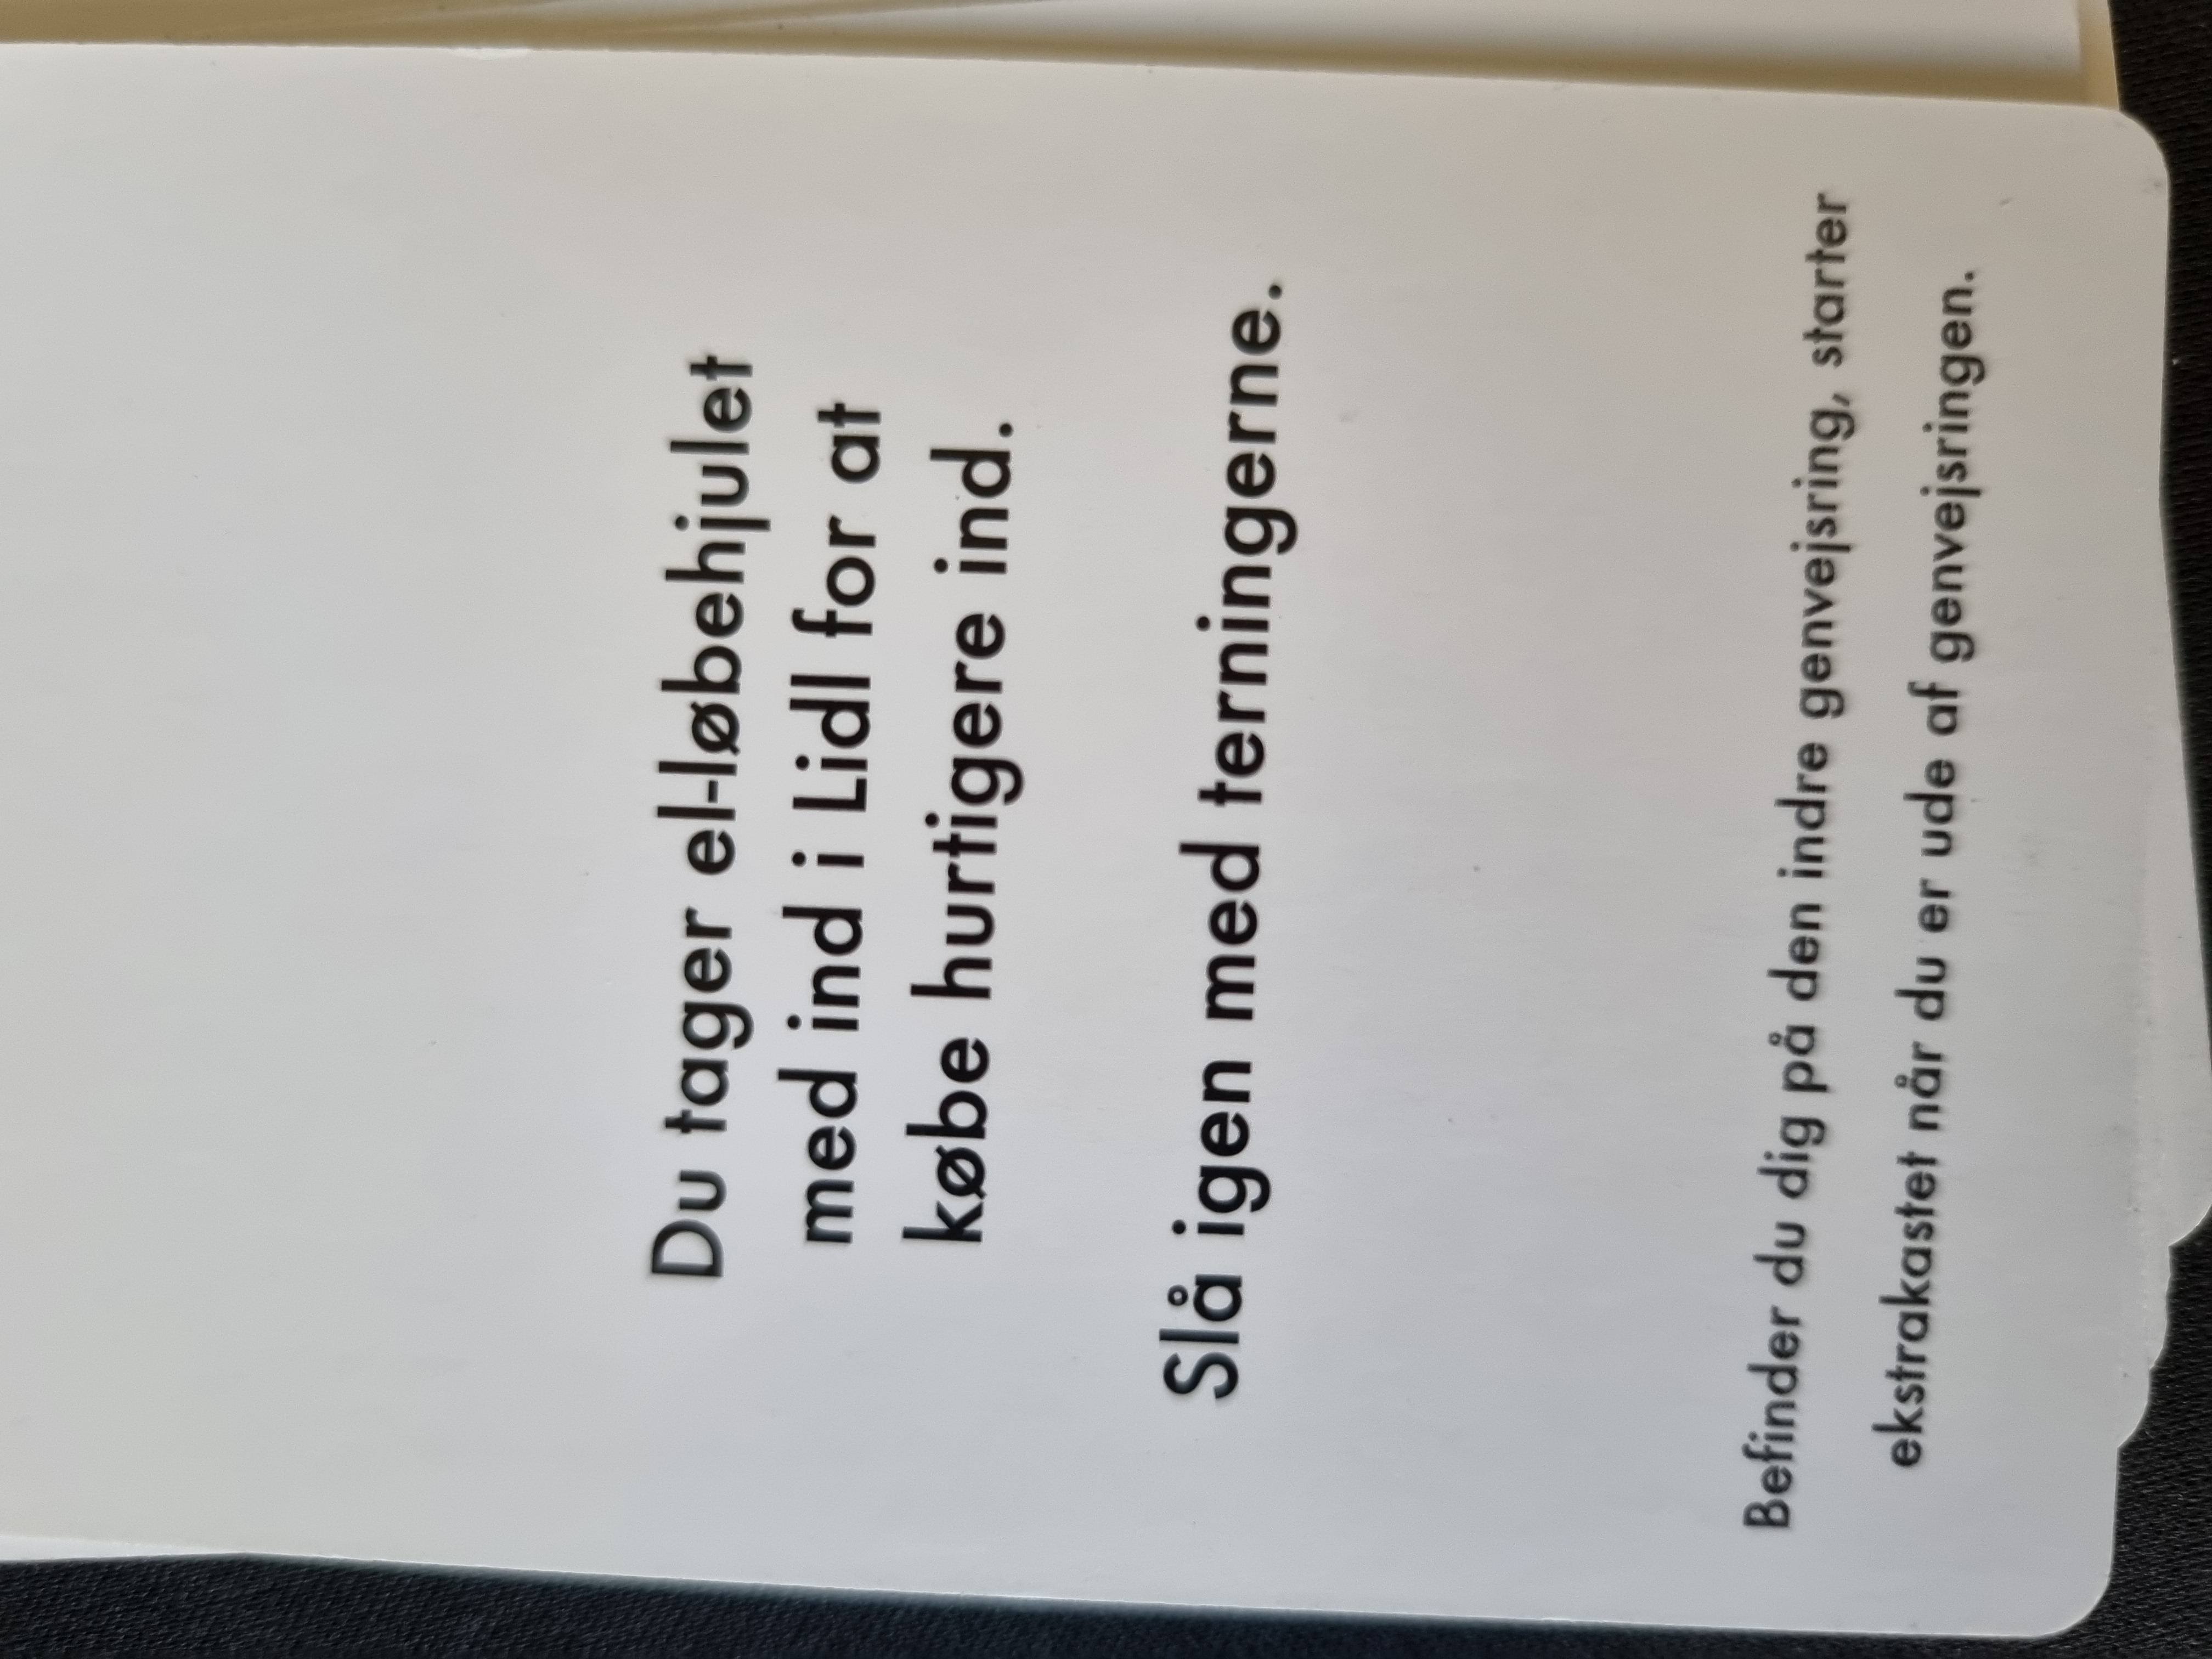 Du tager el-løbehjulet
med ind i Lidl for at
købe hurtigere ind.
Slå igen med terningerne.
Befinder du dig på den indre genvejsring, starter
ekstrakastet når du er ude af genvejsringen.